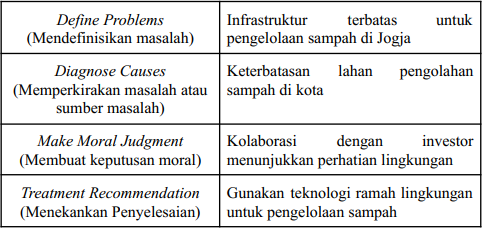 Define Problems
(Mendefinisikan masalah)
Infrastruktur terbatas untuk
pengelolaan sampah di Jogja
Diagnose Causes
(Memperkirakan masalah atau
sumber masalah)
Keterbatasan lahan pengolahan
sampah di kota
Make Moral Judgment
(Membuat keputusan moral)
Kolaborasi dengan investor
menunjukkan perhatian lingkungan
Treatment Recommendation
(Menekankan Penyelesaian)
Gunakan teknologi ramah lingkungan
untuk pengelolaan sampah